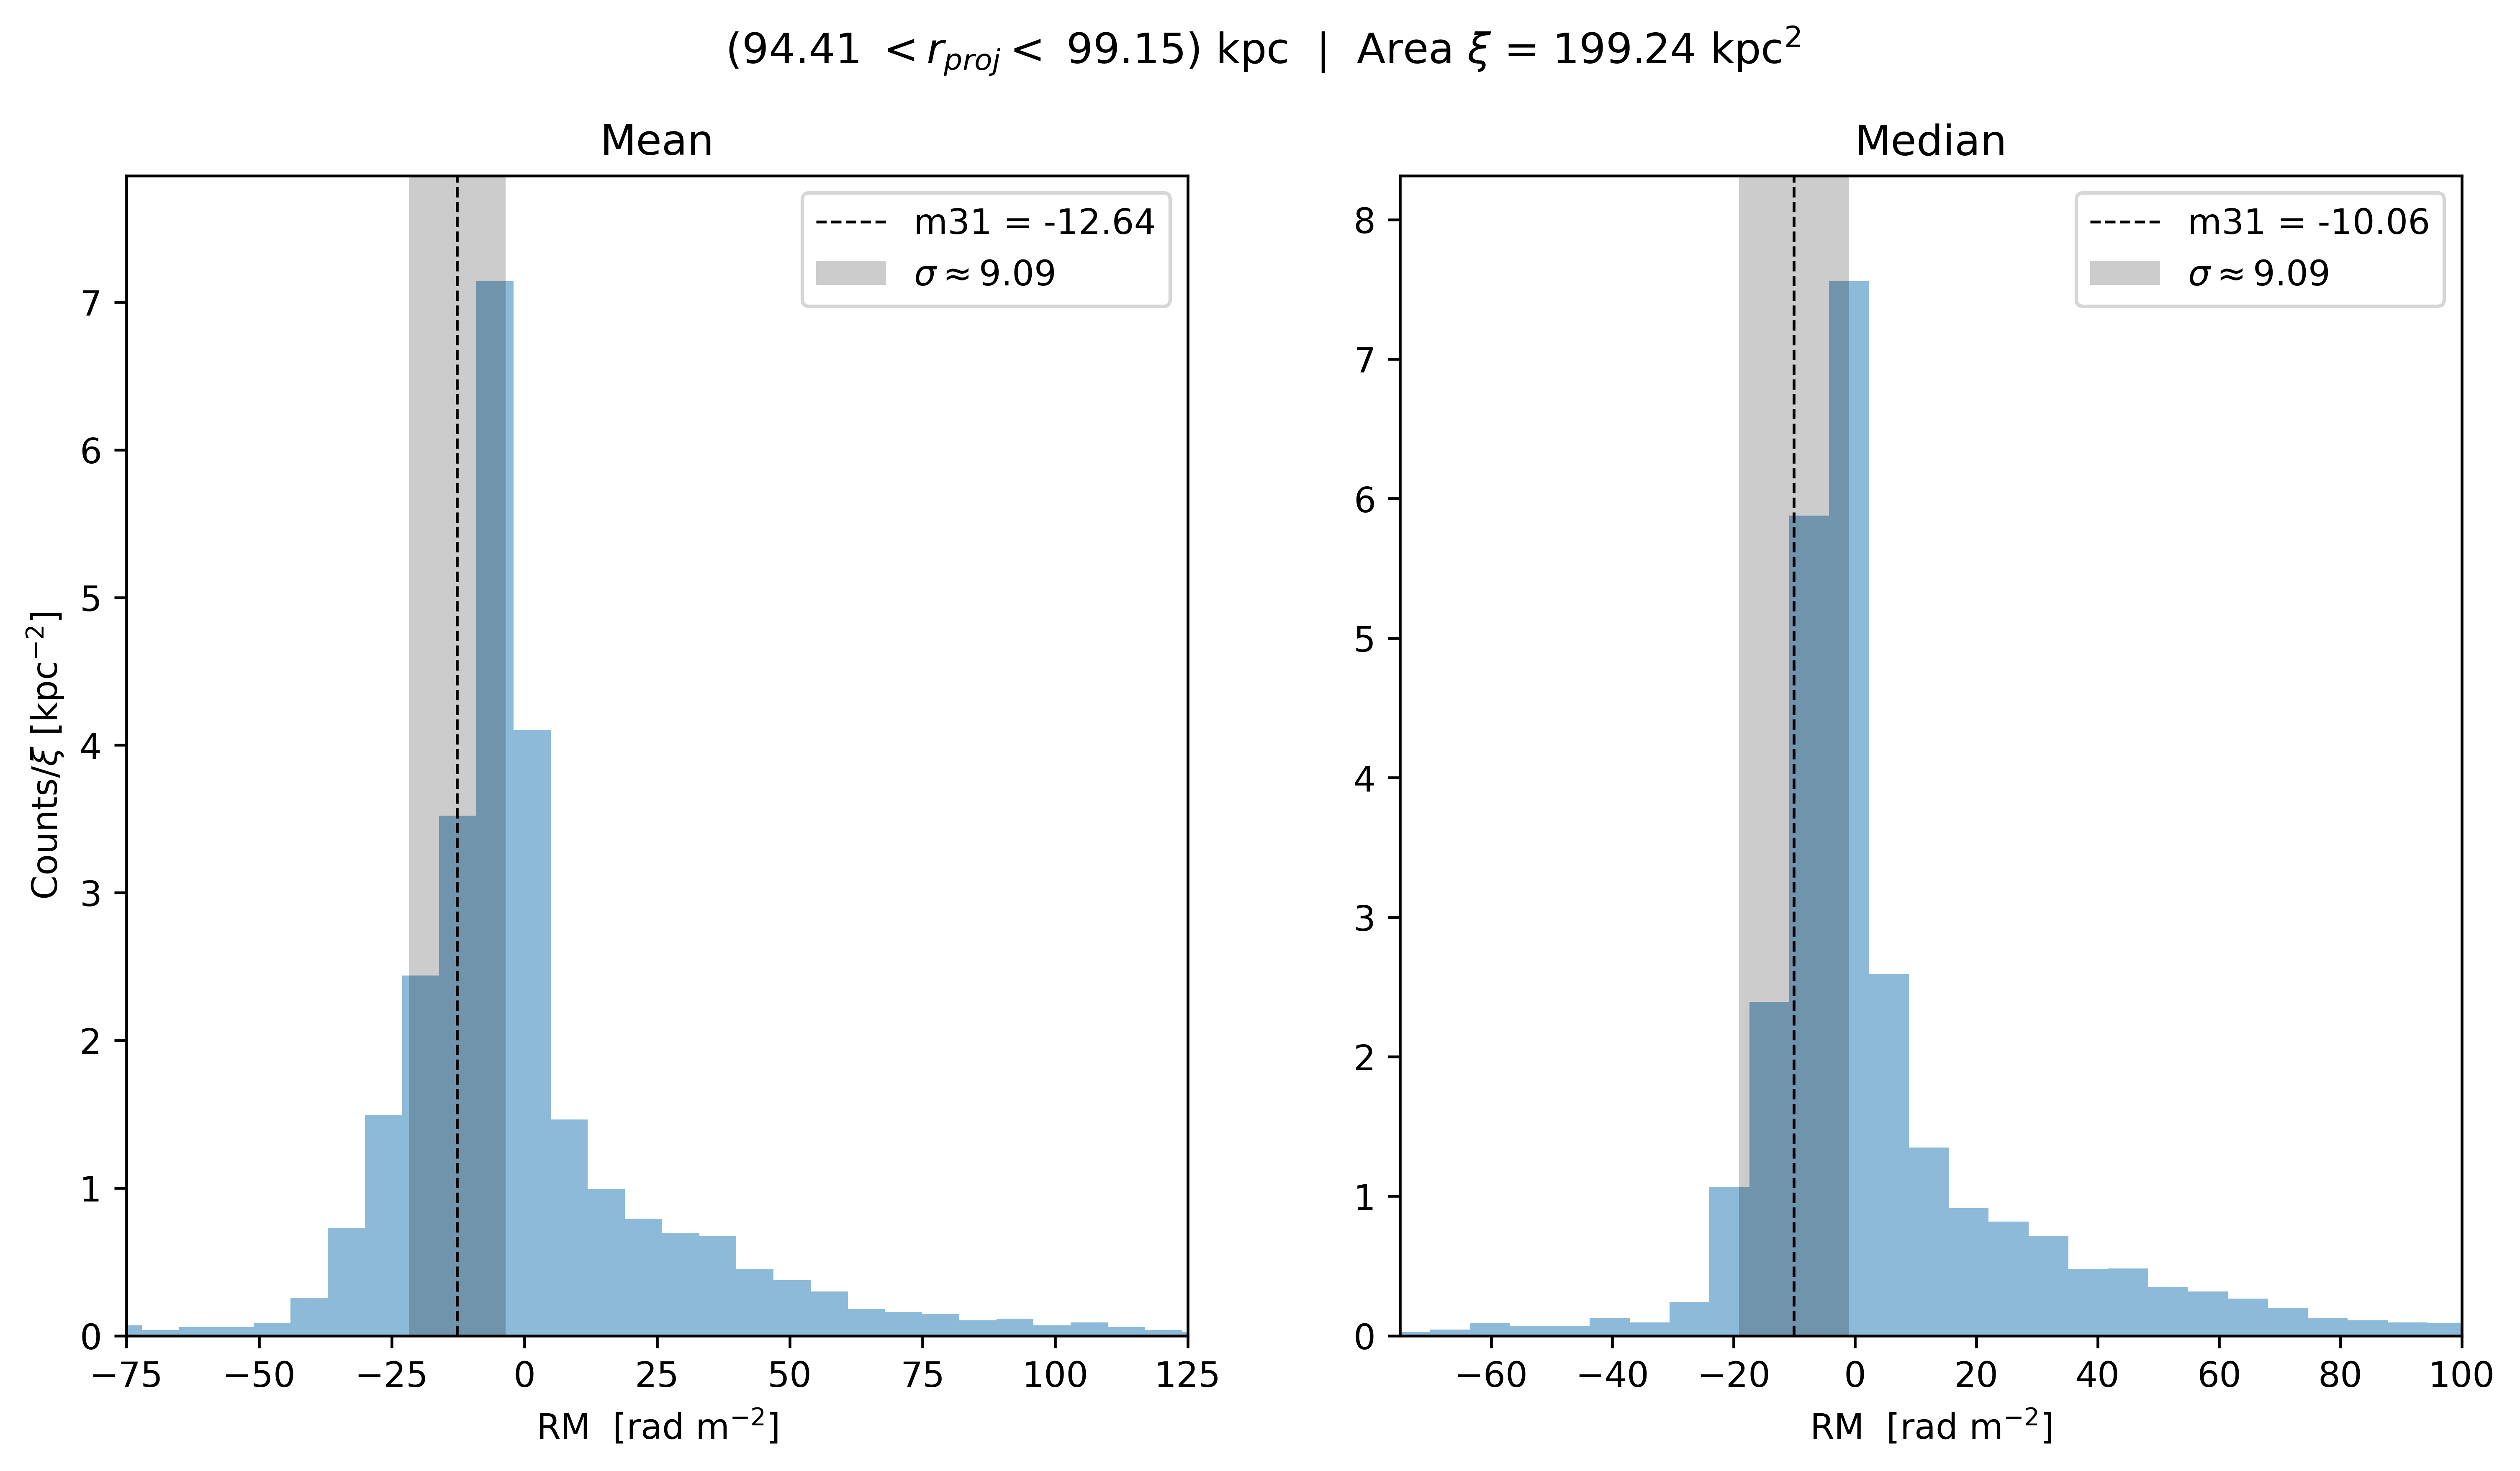 (94.41 < r_proj < 99.15) kpc | Area ξ = 199.24 kpc²
Mean
m31 = -12.64
σ ≈ 9.09
7
6
5
4
3
2
1
0
Counts/ξ [kpc⁻²]
−75 −50 −25 0 25 50 75 100 125
RM [rad m⁻²]
Median
m31 = -10.06
σ ≈ 9.09
8
7
6
5
4
3
2
1
0
−60 −40 −20 0 20 40 60 80 100
RM [rad m⁻²]